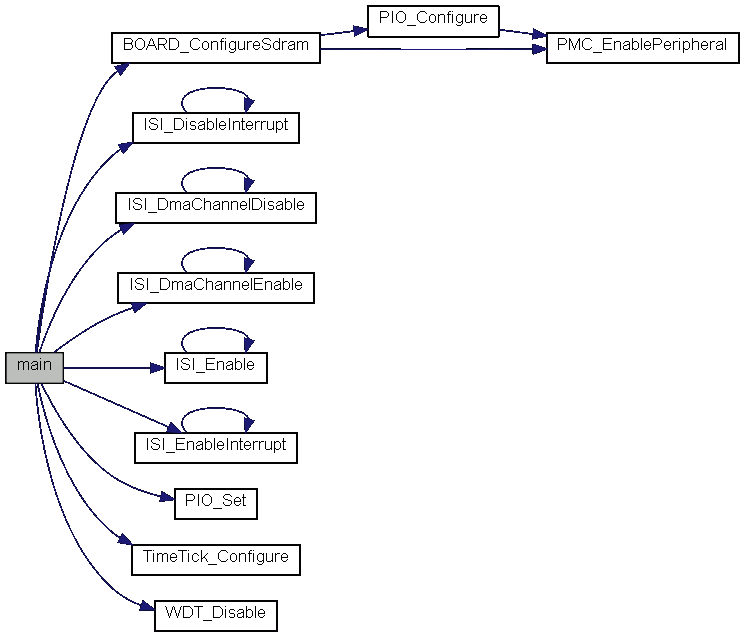 PIO_Configure
BOARD_ConfigureSdram
PMC_EnablePeripheral
ISI_DisableInterrupt
ISI_DmaChannelDisable
ISI_DmaChannelEnable
main
ISI_Enable
ISI_EnableInterrupt
PIO_Set
TimeTick_Configure
WDT_Disable